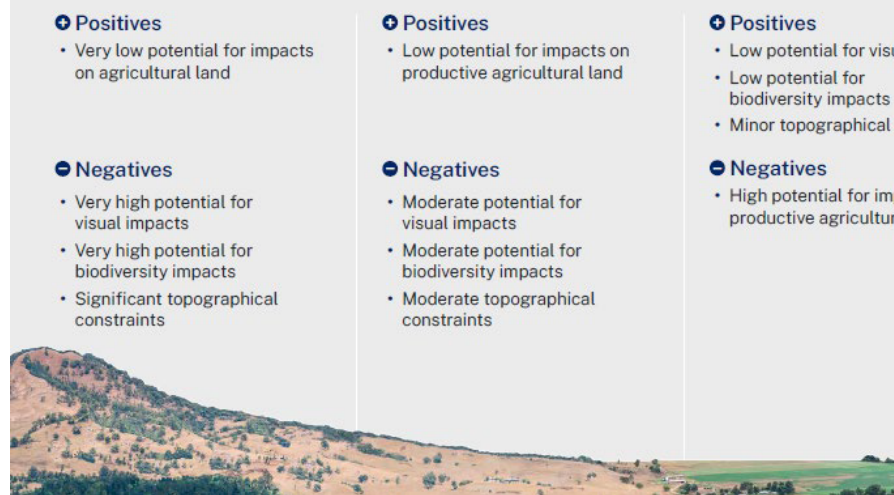 Positives
• Very low potential for impacts
on agricultural land
Negatives
• Very high potential for
visual impacts
• Very high potential for
biodiversity impacts
• Significant topographical
constraints
Positives
• Low potential for impacts on
productive agricultural land
Negatives
• Moderate potential for
visual impacts
• Moderate potential for
biodiversity impacts
• Moderate topographical
constraints
Positives
• Low potential for
• Low potential for
biodiversity impacts
• Minor topographical
Negatives
• High potential for
productive